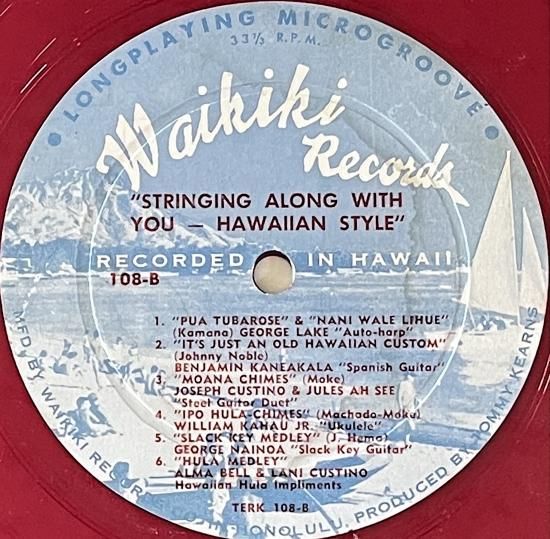 • LONGPLAYING MICROGROOVE •
33⅓ R.P.M.
Waikiki
Records
"STRINGING ALONG WITH
YOU — HAWAIIAN STYLE"
RECORDED IN HAWAII
108-B
1. "PUA TUBAROSE" & "NANI WALE LIHUE"
(Kamana) GEORGE LAKE "Auto-harp"
2. "IT'S JUST AN OLD HAWAIIAN CUSTOM"
(Johnny Noble)
BENJAMIN KANEAKALA "Spanish Guitar"
3. "MOANA CHIMES" (Moke)
JOSEPH CUSTINO & JULES AH SEE
"Steel Guitar Duet"
4. "IPO HULA-CHIMES" (Machado-Moku)
WILLIAM KAHAU JR. "Ukulele"
5. "SLACK KEY MEDLEY" (J. Hemo)
GEORGE NAINOA "Slack Key Guitar"
6. "HULA MEDLEY"
ALMA BELL & LANI CUSTINO
Hawaiian Hula Impliments
TERK 108-B
MFD. BY WAIKIKI RECORD HONOLULU. PRODUCED BY TOMMY KEARNS